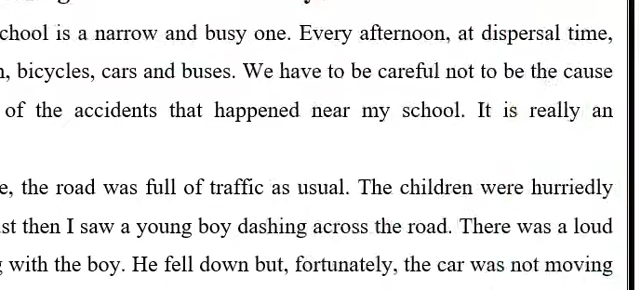 chool is a narrow and busy one. Every afternoon, at dispersal time,
, bicycles, cars and buses. We have to be careful not to be the cause
of the accidents that happened near my school. It is really an
e, the road was full of traffic as usual. The children were hurriedly
st then I saw a young boy dashing across the road. There was a loud
with the boy. He fell down but, fortunately, the car was not moving